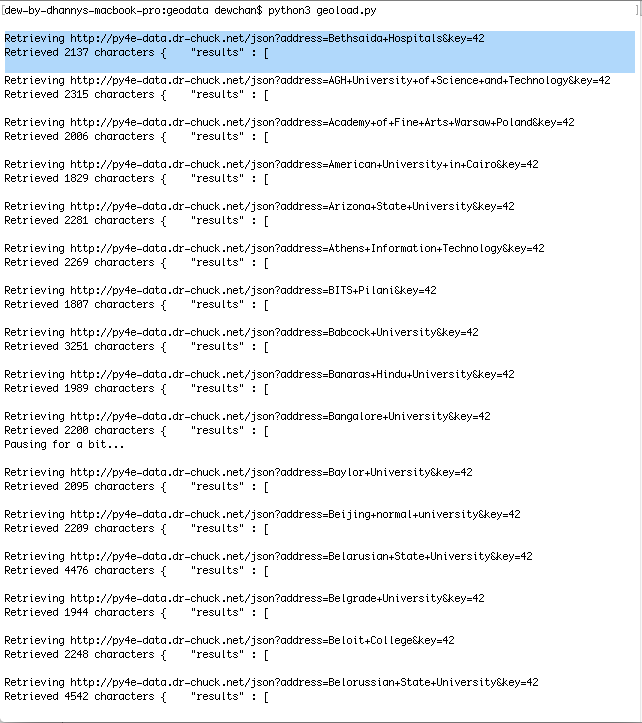 dew-by-dhannys-macbook-pro:geodata dewchan$ python3 geoload.py
Retrieving http://py4e-data.dr-chuck.net/json?address=Bethsaida+Hospitals&key=42
Retrieved 2137 characters {    "results" : [
Retrieving http://py4e-data.dr-chuck.net/json?address=AGH+University+of+Science+and+Technology&key=42
Retrieved 2315 characters {    "results" : [
Retrieving http://py4e-data.dr-chuck.net/json?address=Academy+of+Fine+Arts+Warsaw+Poland&key=42
Retrieved 2006 characters {    "results" : [
Retrieving http://py4e-data.dr-chuck.net/json?address=American+University+in+Cairo&key=42
Retrieved 1829 characters {    "results" : [
Retrieving http://py4e-data.dr-chuck.net/json?address=Arizona+State+University&key=42
Retrieved 2281 characters {    "results" : [
Retrieving http://py4e-data.dr-chuck.net/json?address=Athens+Information+Technology&key=42
Retrieved 2269 characters {    "results" : [
Retrieving http://py4e-data.dr-chuck.net/json?address=BITS+Pilani&key=42
Retrieved 1807 characters {    "results" : [
Retrieving http://py4e-data.dr-chuck.net/json?address=Babcock+University&key=42
Retrieved 3251 characters {    "results" : [
Retrieving http://py4e-data.dr-chuck.net/json?address=Banaras+Hindu+University&key=42
Retrieved 1989 characters {    "results" : [
Retrieving http://py4e-data.dr-chuck.net/json?address=Bangalore+University&key=42
Retrieved 2200 characters {    "results" : [
Pausing for a bit...
Retrieving http://py4e-data.dr-chuck.net/json?address=Baylor+University&key=42
Retrieved 2095 characters {    "results" : [
Retrieving http://py4e-data.dr-chuck.net/json?address=Beijing+normal+university&key=42
Retrieved 2209 characters {    "results" : [
Retrieving http://py4e-data.dr-chuck.net/json?address=Belarusian+State+University&key=42
Retrieved 4476 characters {    "results" : [
Retrieving http://py4e-data.dr-chuck.net/json?address=Belgrade+University&key=42
Retrieved 1944 characters {    "results" : [
Retrieving http://py4e-data.dr-chuck.net/json?address=Beloit+College&key=42
Retrieved 2248 characters {    "results" : [
Retrieving http://py4e-data.dr-chuck.net/json?address=Belorussian+State+University&key=42
Retrieved 4542 characters {    "results" : [